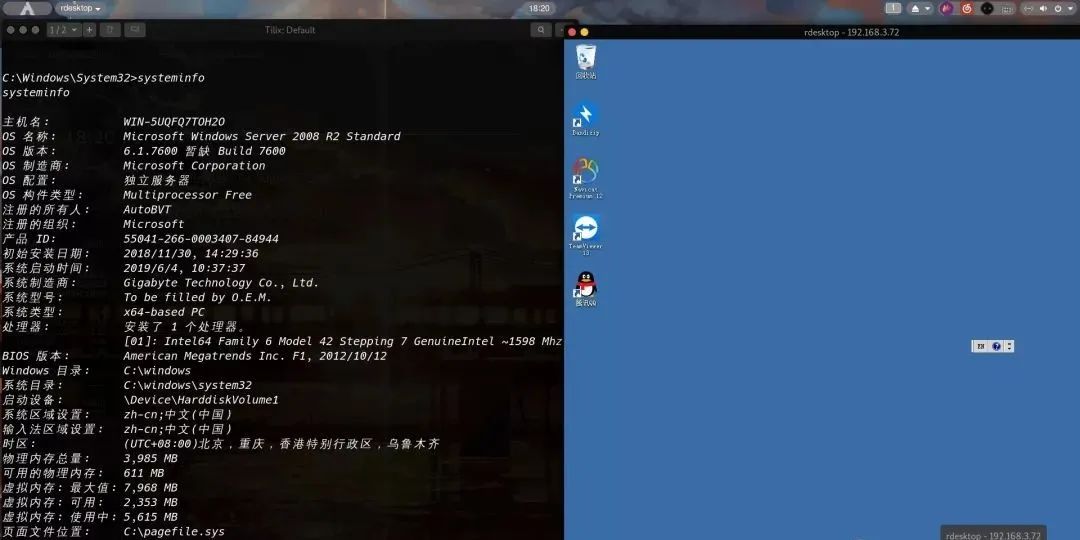 rdesktop
18:20
1
1 / 2
Tilix: Default
rdesktop - 192.168.3.72
C:\Windows\System32>systeminfo
systeminfo
主机名: WIN-5UQFQ7TOH2O
OS 名称: Microsoft Windows Server 2008 R2 Standard
OS 版本: 6.1.7600 暂缺 Build 7600
OS 制造商: Microsoft Corporation
OS 配置: 独立服务器
OS 构件类型: Multiprocessor Free
注册的所有人: AutoBVT
注册的组织: Microsoft
产品 ID: 55041-266-0003407-84944
初始安装日期: 2018/11/30, 14:29:36
系统启动时间: 2019/6/4, 10:37:37
系统制造商: Gigabyte Technology Co., Ltd.
系统型号: To be filled by O.E.M.
系统类型: x64-based PC
处理器: 安装了 1 个处理器。
[01]: Intel64 Family 6 Model 42 Stepping 7 GenuineIntel ~1598 Mhz
BIOS 版本: American Megatrends Inc. F1, 2012/10/12
Windows 目录: C:\windows
系统目录: C:\windows\system32
启动设备: \Device\HarddiskVolume1
系统区域设置: zh-cn;中文(中国)
输入法区域设置: zh-cn;中文(中国)
时区: (UTC+08:00)北京，重庆，香港特别行政区，乌鲁木齐
物理内存总量: 3,985 MB
可用的物理内存: 611 MB
虚拟内存: 最大值: 7,968 MB
虚拟内存: 可用: 2,353 MB
虚拟内存: 使用中: 5,615 MB
页面文件位置: C:\pagefile.sys
回收站
Bandizip
Navicat
Premium 12
TeamViewer
13
腾讯QQ
EN
rdesktop - 192.168.3.72